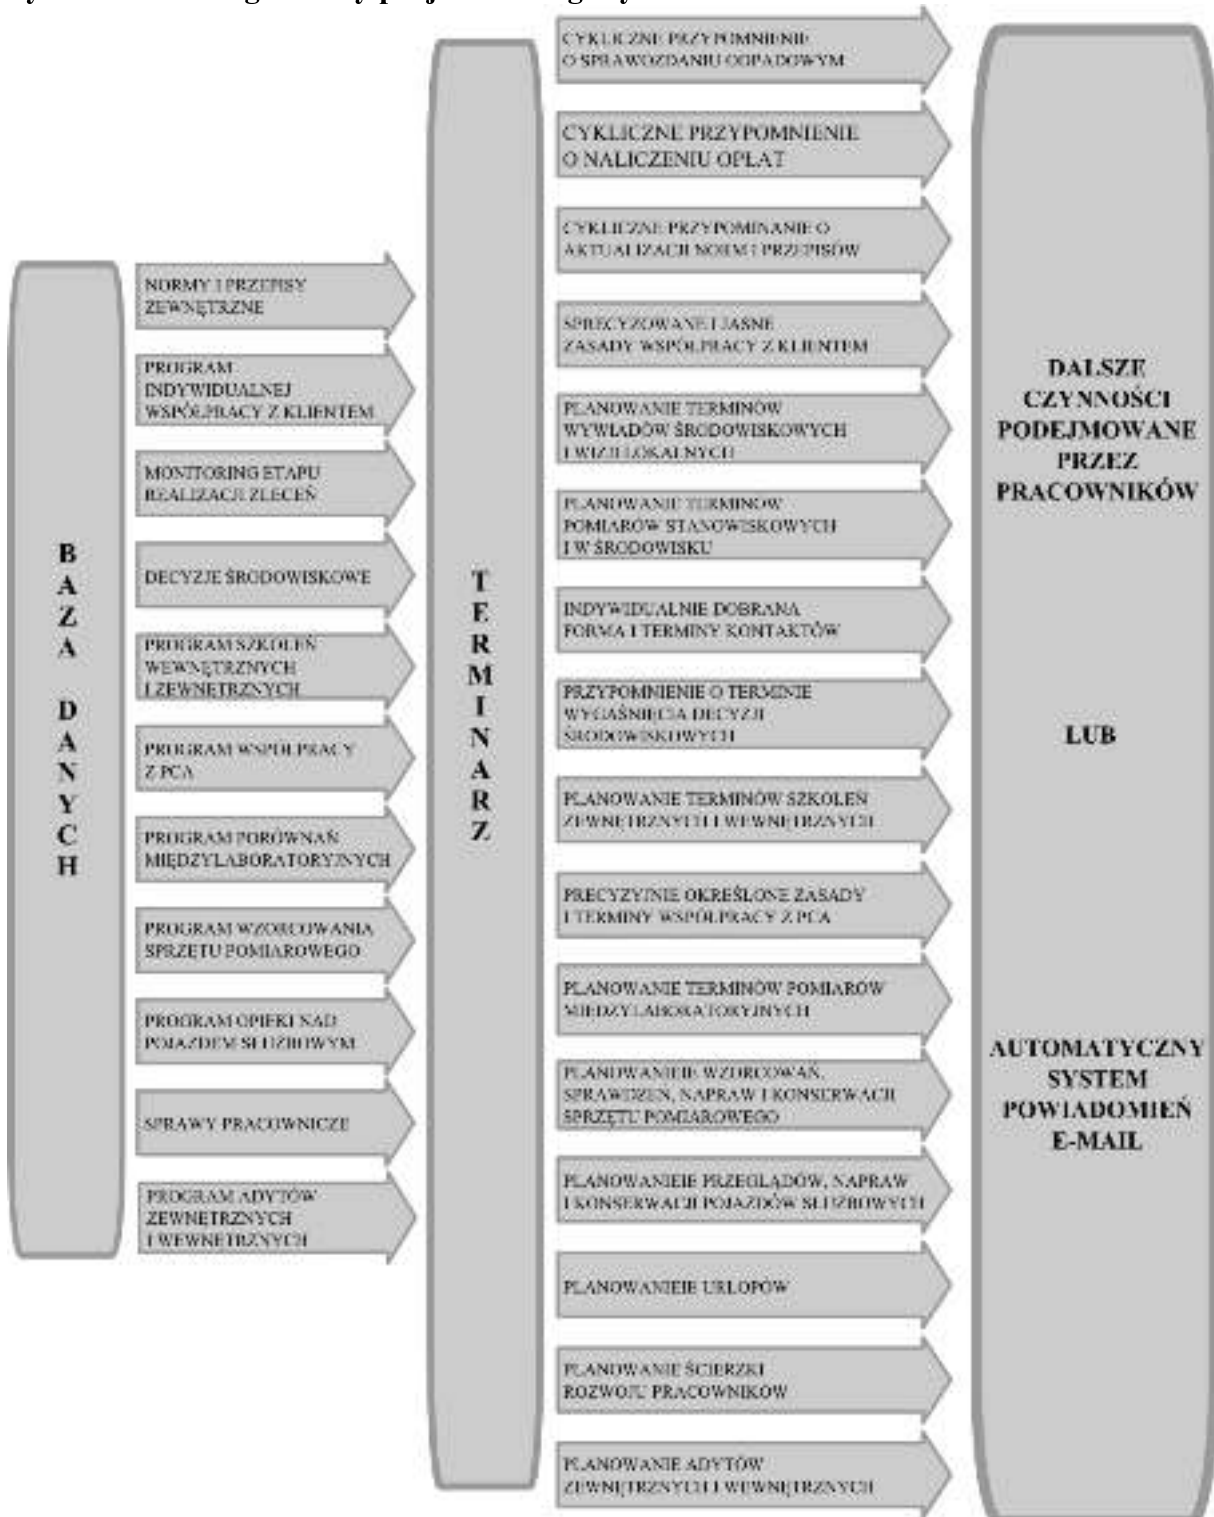 CYKLICZNE PRZYPOMNIENIE
O SPRAWOZDANIU ODPADOWYM
CYKLICZNE PRZYPOMNIENIE
O NALICZENIU OPŁAT
CYKLICZNE PRZYPOMINANIE O
AKTUALIZACJI NORM I PRZEPISÓW
SPRECYZOWANE I JASNE
ZASADY WSPÓŁPRACY Z KLIENTEM
PLANOWANIE TERMINÓW
WYWIADÓW ŚRODOWISKOWYCH
I WIZJI LOKALNYCH
PLANOWANIE TERMINÓW
POMIARÓW STANOWISKOWYCH
I W ŚRODOWISKU
INDYWIDUALNIE DOBRANA
FORMA I TERMINY KONTAKTÓW
PRZYPOMNIENIE O TERMINIE
WYGAŚNIĘCIA DECYZJI
ŚRODOWISKOWYCH
PLANOWANIE TERMINÓW SZKOLEŃ
ZEWNĘTRZNYCH I WEWNĘTRZNYCH
PRECYZYJNIE OKREŚLONE ZASADY
I TERMINY WSPÓŁPRACY Z PCA
PLANOWANIE TERMINÓW POMIARÓW
MIĘDZYLABORATORYJNYCH
PLANOWANIEIE WZORCOWAŃ,
SPRAWDZEŃ, NAPRAW I KONSERWACJI
SPRZĘTU POMIAROWEGO
PLANOWANIEIE PRZEGLĄDÓW, NAPRAW
I KONSERWACJI POJAZDÓW SŁUŻBOWYCH
PLANOWANIEIE URLOPÓW
PLANOWANIE ŚCIERZKI
ROZWOJU PRACOWNIKÓW
PLANOWANIE ADYTÓW
ZEWNĘTRZNYCH I WEWNĘTRZNYCH
NORMY I PRZEPISY
ZEWNĘTRZNE
PROGRAM
INDYWIDUALNEJ
WSPÓŁPRACY Z KLIENTEM
MONITORING ETAPU
REALIZACJI ZLECEŃ
DECYZJE ŚRODOWISKOWE
PROGRAM SZKOLEŃ
WEWNĘTRZNYCH
I ZEWNĘTRZNYCH
PROGRAM WSPÓŁPRACY
Z PCA
PROGRAM PORÓWNAŃ
MIĘDZYLABORATORYJNYCH
PROGRAM WZORCOWANIA
SPRZĘTU POMIAROWEGO
PROGRAM OPIEKI NAD
POJAZDEM SŁUŻBOWYM
SPRAWY PRACOWNICZE
PROGRAM ADYTÓW
ZEWNĘTRZNYCH
I WEWNĘTRZNYCH
BAZA DANYCH
TERMINARZ
DALSZE
CZYNNOŚCI
PODEJMOWANE
PRZEZ
PRACOWNIKÓW
LUB
AUTOMATYCZNY
SYSTEM
POWIADOMIEŃ
E-MAIL